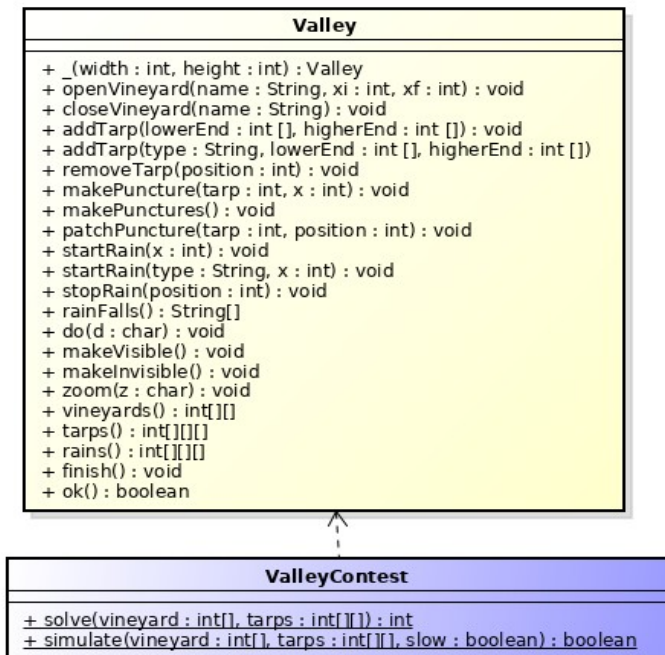 Valley
+ _(width : int, height : int) : Valley
+ openVineyard(name : String, xi : int, xf : int) : void
+ closeVineyard(name : String) : void
+ addTarp(lowerEnd : int [], higherEnd : int []) : void
+ addTarp(type : String, lowerEnd : int [], higherEnd : int [])
+ removeTarp(position : int) : void
+ makePuncture(tarp : int, x : int) : void
+ makePunctures() : void
+ patchPuncture(tarp : int, position : int) : void
+ startRain(x : int) : void
+ startRain(type : String, x : int) : void
+ stopRain(position : int) : void
+ rainFalls() : String[]
+ do(d : char) : void
+ makeVisible() : void
+ makeInvisible() : void
+ zoom(z : char) : void
+ vineyards() : int[][]
+ tarps() : int[][][]
+ rains() : int[][][]
+ finish() : void
+ ok() : boolean
ValleyContest
+ solve(vineyard : int[], tarps : int[][]) : int
+ simulate(vineyard : int[], tarps : int[][], slow : boolean) : boolean